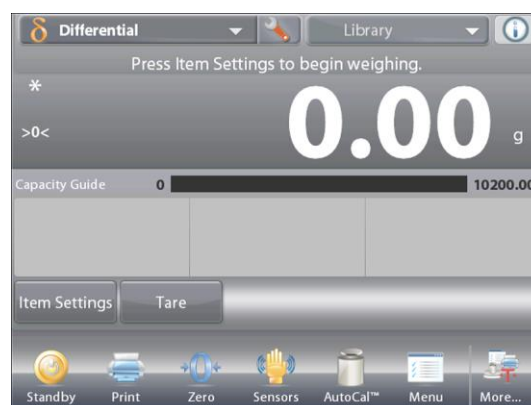 δ Differential Library
Press Item Settings to begin weighing.
*
>0< 0.00 g
Capacity Guide 0 10200.00
Item Settings Tare
Standby Print Zero Sensors AutoCal™ Menu More...